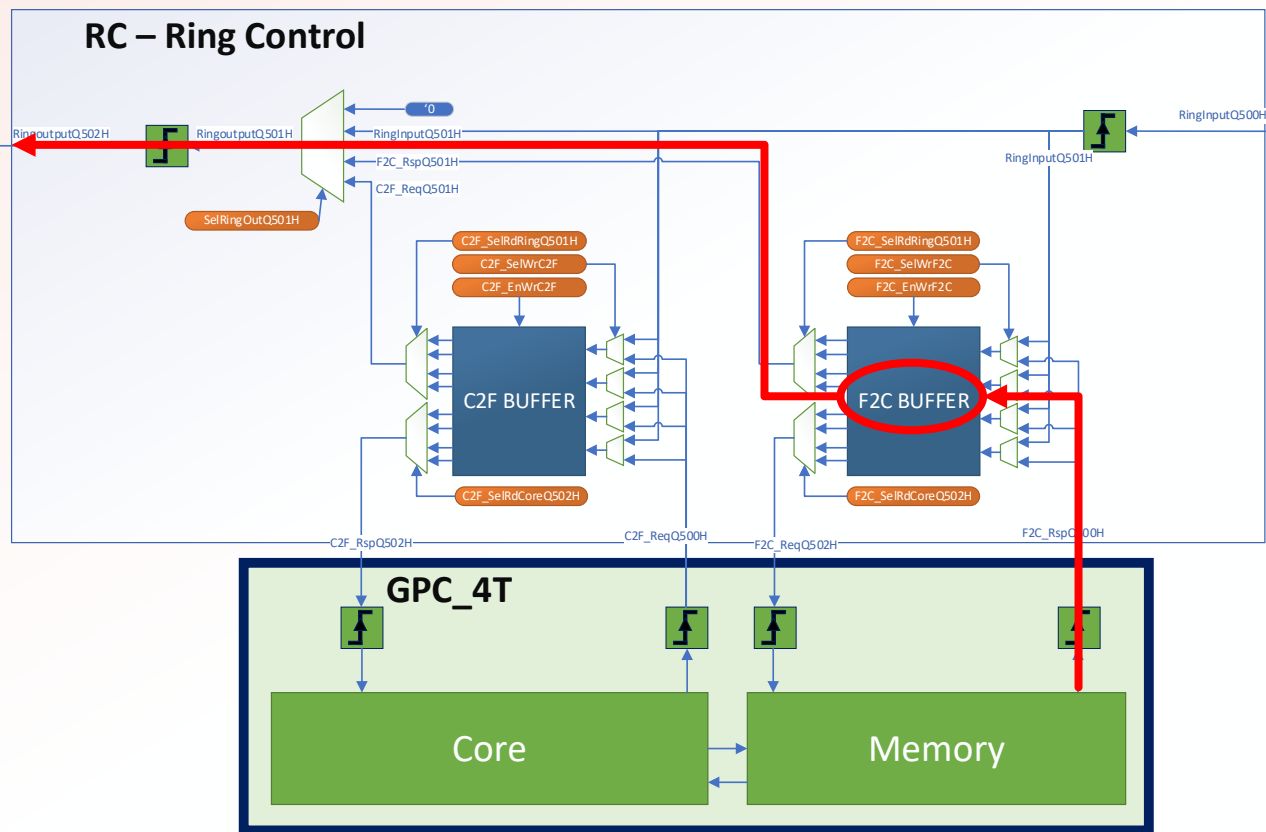 RC – Ring Control
'0
RingInputQ500H
RingoutputQ502H
RingoutputQ501H
RingInputQ501H
RingInputQ501H
F2C_RspQ501H
C2F_ReqQ501H
SelRingOutQ501H
C2F_SelRdRingQ501H
C2F_SelWrC2F
C2F_EnWrC2F
F2C_SelRdRingQ501H
F2C_SelWrF2C
F2C_EnWrF2C
C2F BUFFER
F2C BUFFER
C2F_SelRdCoreQ502H
F2C_SelRdCoreQ502H
C2F_RspQ502H
C2F_ReqQ500H
F2C_ReqQ502H
GPC_4T
Core
Memory